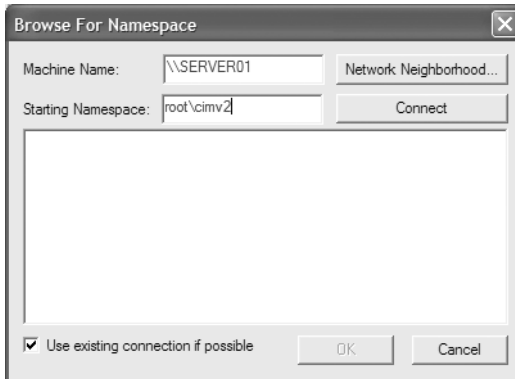 Browse For Namespace
Machine Name: \\SERVER01 Network Neighborhood...
Starting Namespace: root\cimv2 Connect
Use existing connection if possible OK Cancel